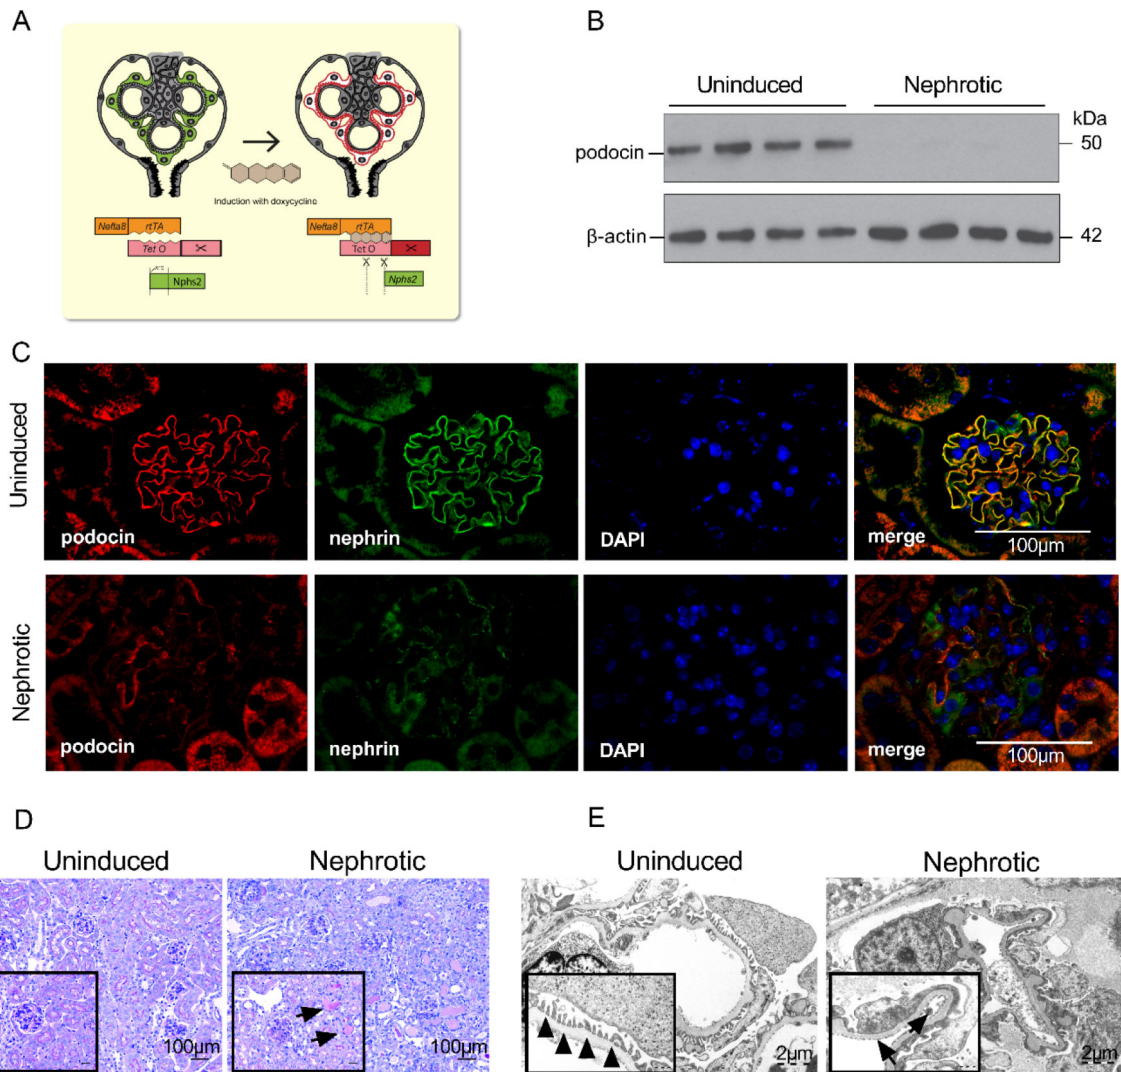 A
Induction with doxycycline
Nefta8 rtTA
Tet O
Nphs2
Nefta8 rtTA
Tet O
Nphs2
B
Uninduced Nephrotic
kDa
podocin 50
β-actin 42
C
Uninduced
podocin nephrin DAPI merge
100µm
Nephrotic
podocin nephrin DAPI merge
100µm
D
Uninduced Nephrotic
100µm 100µm
E
Uninduced Nephrotic
2µm 2µm